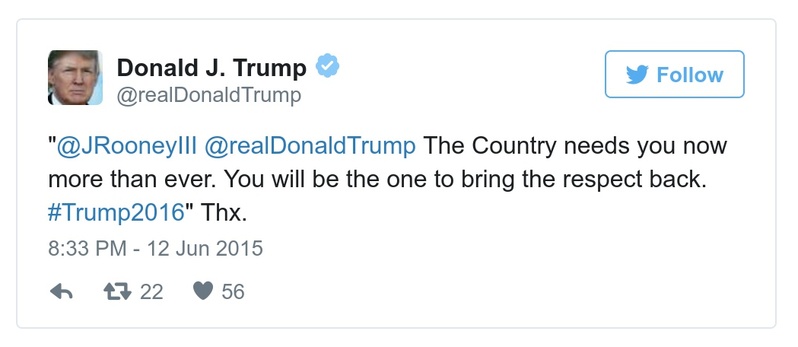 Donald J. Trump
@realDonaldTrump
Follow
"@JRooneyIII @realDonaldTrump The Country needs you now
more than ever. You will be the one to bring the respect back.
#Trump2016" Thx.
8:33 PM - 12 Jun 2015
22 56